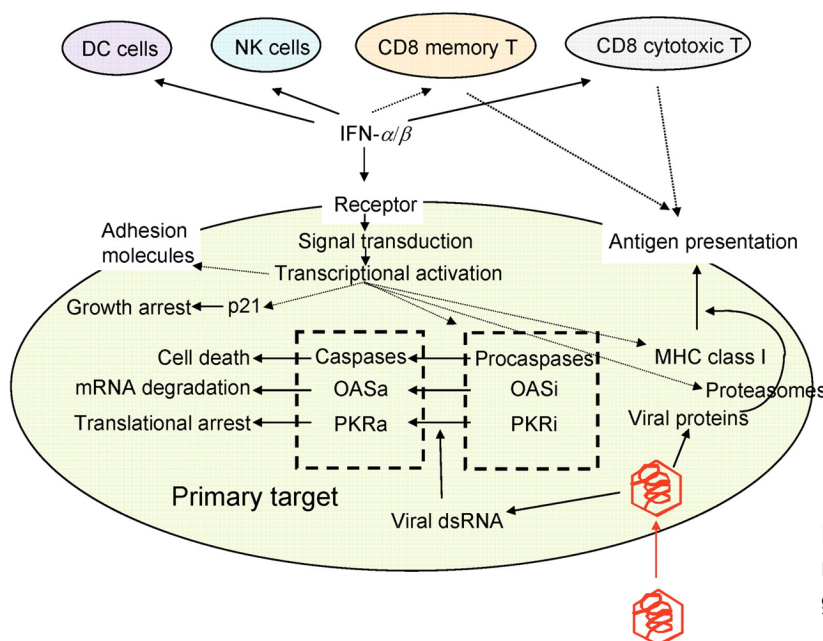 DC cells
NK cells
CD8 memory T
CD8 cytotoxic T
IFN-α/β
Receptor
Adhesion
molecules
Signal transduction
Antigen presentation
Transcriptional activation
Growth arrest
p21
Cell death
Caspases
Procaspases
MHC class I
mRNA degradation
OASa
OASi
Proteasomes
Translational arrest
PKRa
PKRi
Viral proteins
Primary target
Viral dsRNA